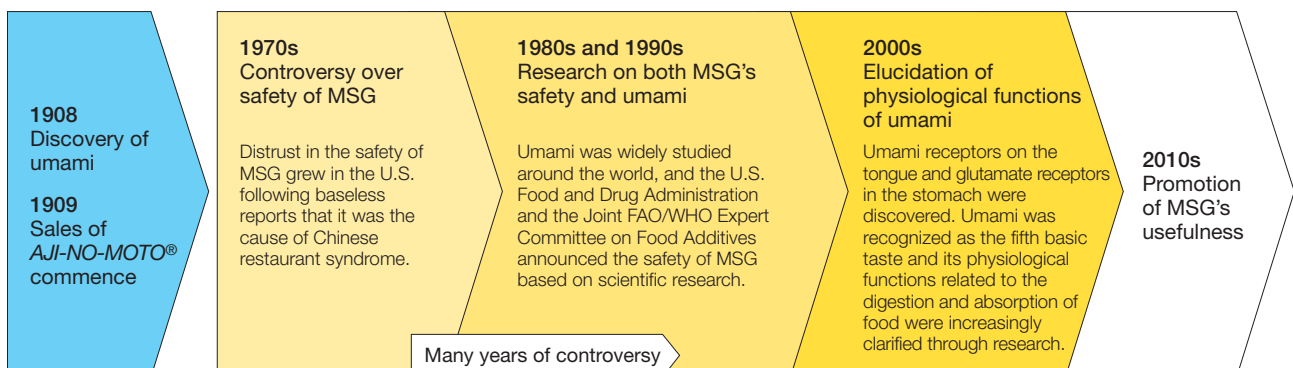 1908
Discovery of
umami
1909
Sales of
AJI-NO-MOTO®
commence
1970s
Controversy over
safety of MSG
Distrust in the safety of
MSG grew in the U.S.
following baseless
reports that it was the
cause of Chinese
restaurant syndrome.
1980s and 1990s
Research on both MSG's
safety and umami
Umami was widely studied
around the world, and the U.S.
Food and Drug Administration
and the Joint FAO/WHO Expert
Committee on Food Additives
announced the safety of MSG
based on scientific research.
Many years of controversy
2000s
Elucidation of
physiological functions
of umami
Umami receptors on the
tongue and glutamate receptors
in the stomach were
discovered. Umami was
recognized as the fifth basic
taste and its physiological
functions related to the
digestion and absorption of
food were increasingly
clarified through research.
2010s
Promotion
of MSG's
usefulness